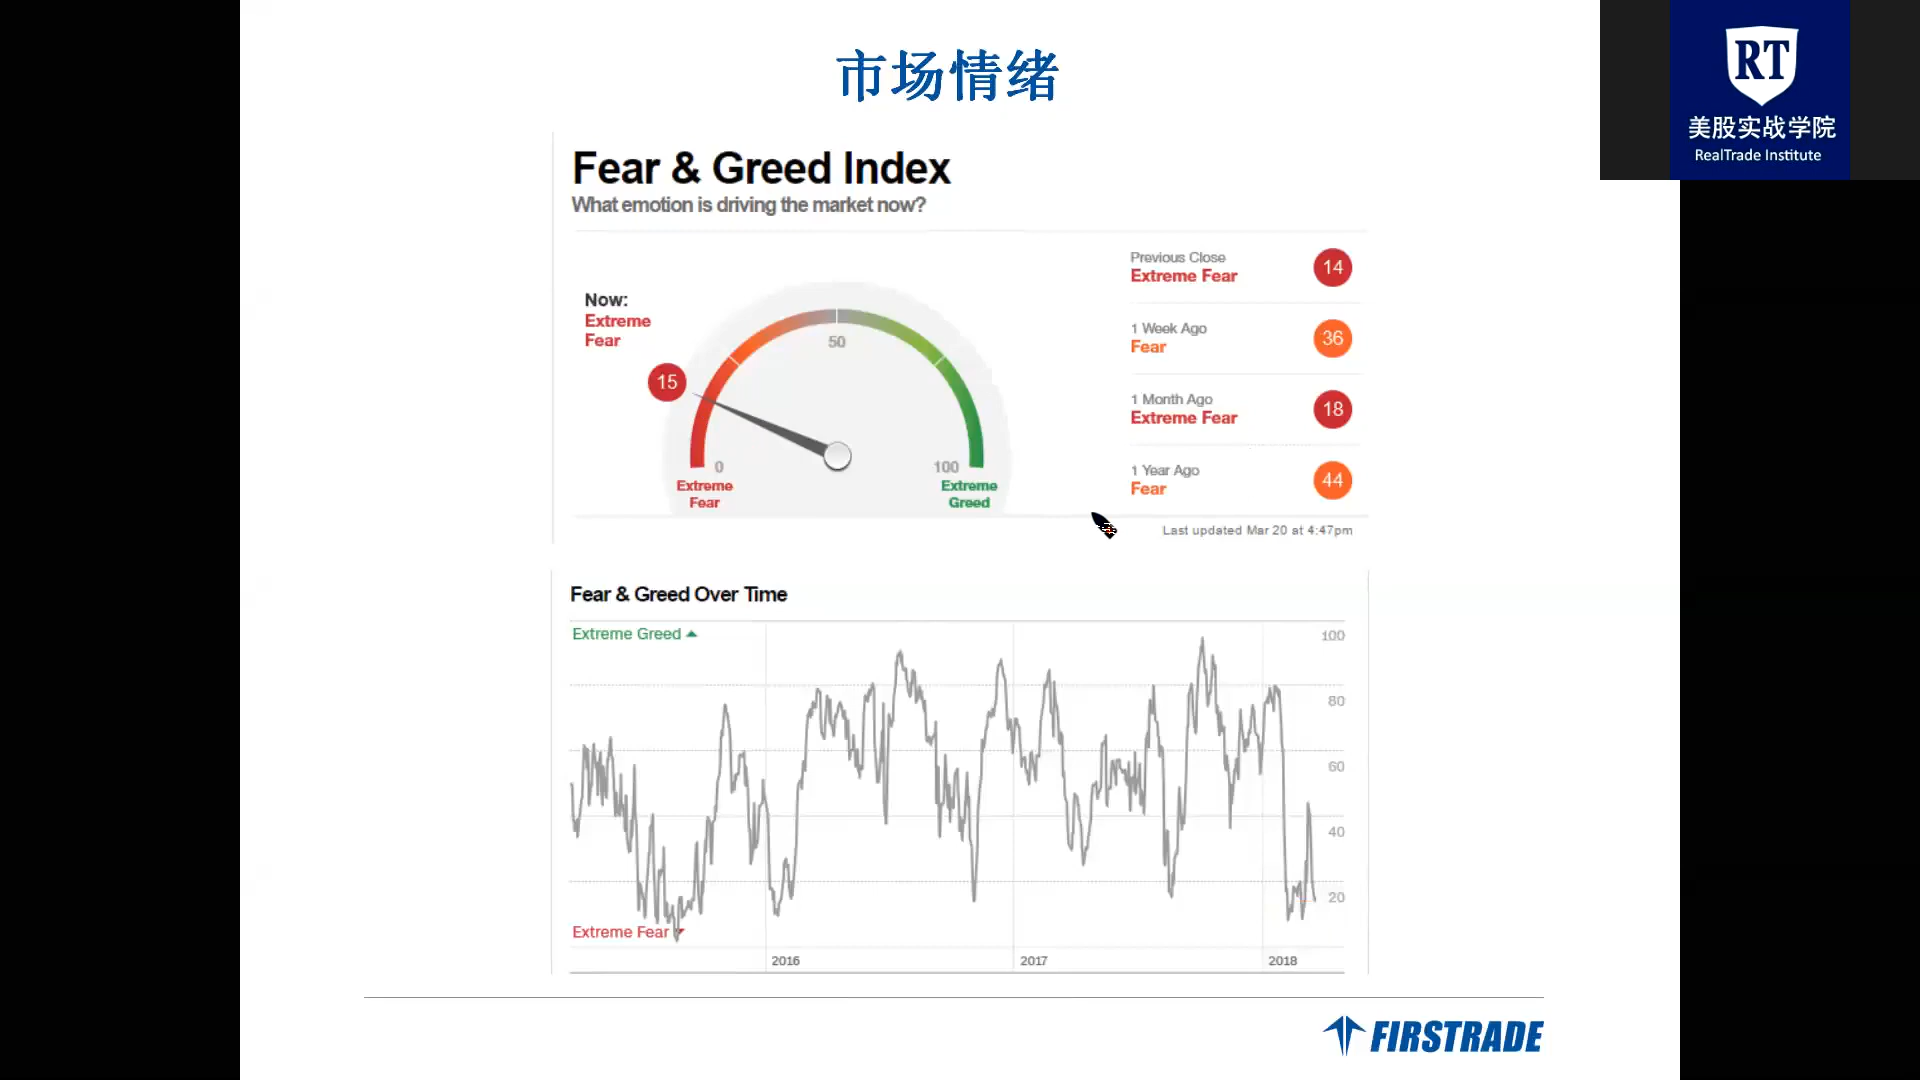 市场情绪
RT
美股实战学院
RealTrade Institute
Fear & Greed Index
What emotion is driving the market now?
Now:
Extreme
Fear
15
50
0
100
Extreme
Fear
Extreme
Greed
Previous Close
Extreme Fear
14
1 Week Ago
Fear
36
1 Month Ago
Extreme Fear
18
1 Year Ago
Fear
44
Last updated Mar 20 at 4:47pm
Fear & Greed Over Time
Extreme Greed
100
80
60
40
20
Extreme Fear
2016
2017
2018
FIRSTRADE